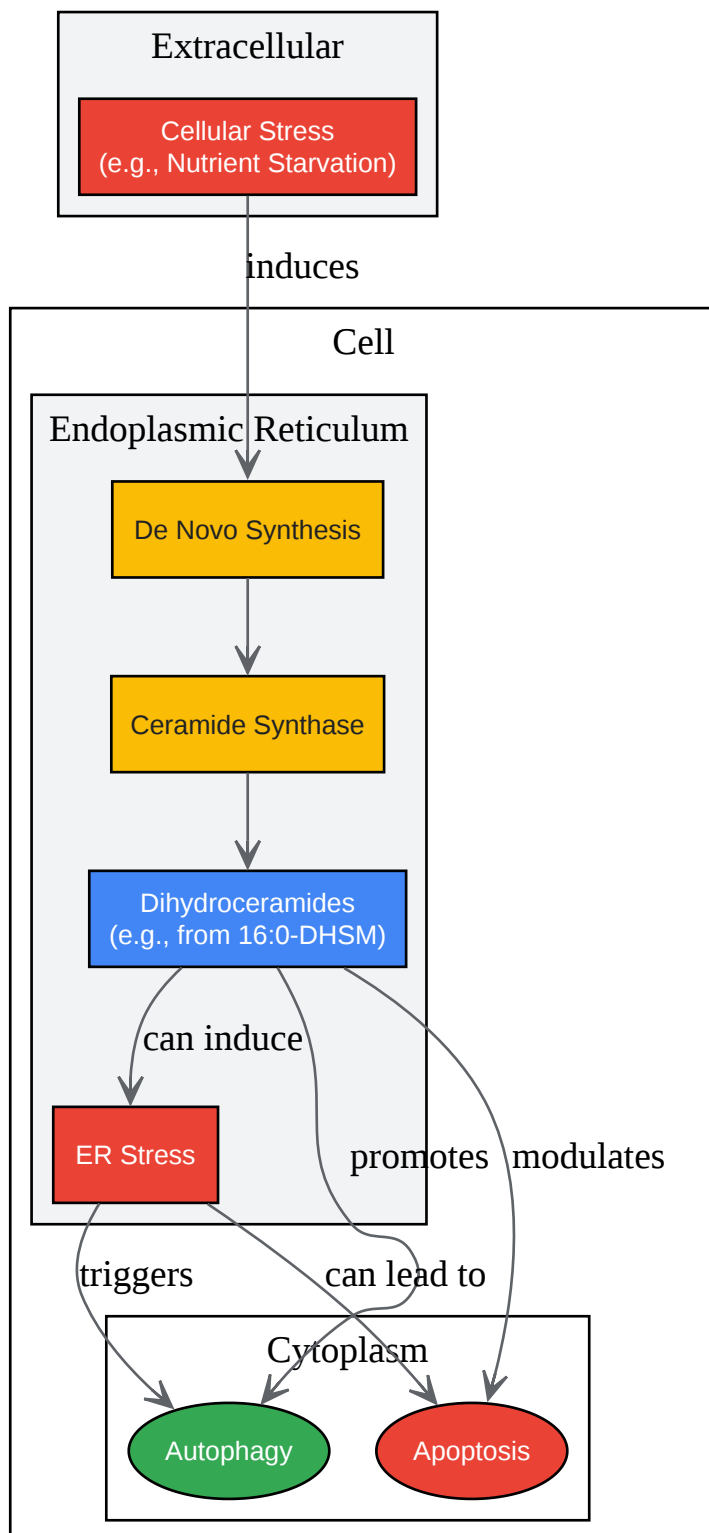 Extracellular
Cellular Stress
(e.g., Nutrient Starvation)
induces
Cell
Endoplasmic Reticulum
De Novo Synthesis
Ceramide Synthase
Dihydroceramides
(e.g., from 16:0-DHSM)
can induce
ER Stress
promotes
modulates
triggers
can lead to
Cytoplasm
Autophagy
Apoptosis